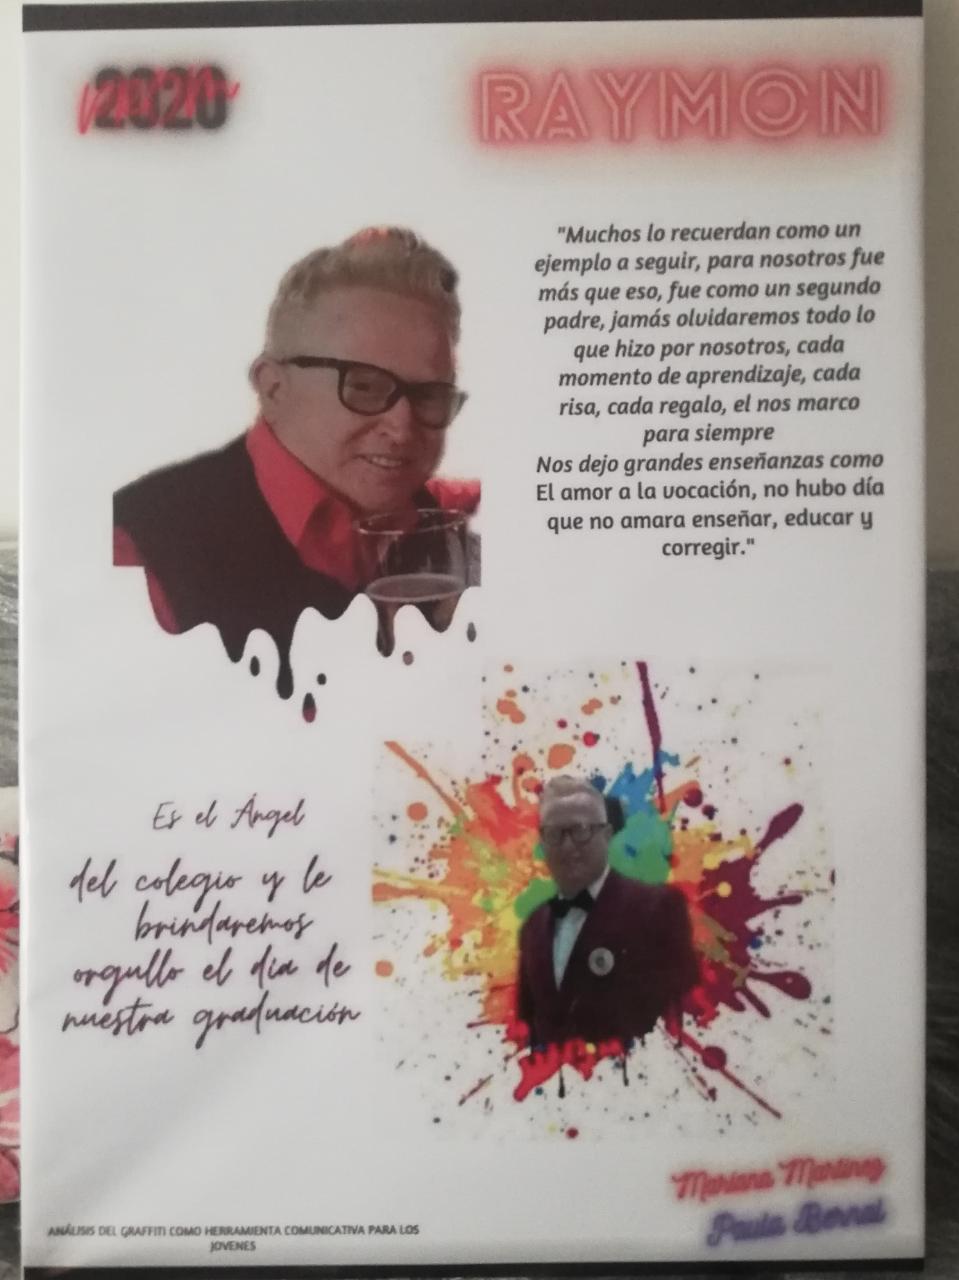 2020
RAYMON
"Muchos lo recuerdan como un
ejemplo a seguir, para nosotros fue
más que eso, fue como un segundo
padre, jamás olvidaremos todo lo
que hizo por nosotros, cada
momento de aprendizaje, cada
risa, cada regalo, el nos marco
para siempre
Nos dejo grandes enseñanzas como
El amor a la vocación, no hubo día
que no amara enseñar, educar y
corregir."
Es el Ángel
del colegio y le
brindaremos
orgullo el día de
nuestra graduación
Mariana Martinez
Paula Bernal
ANÁLISIS DEL GRAFFITI COMO HERRAMIENTA COMUNICATIVA PARA LOS
JOVENES